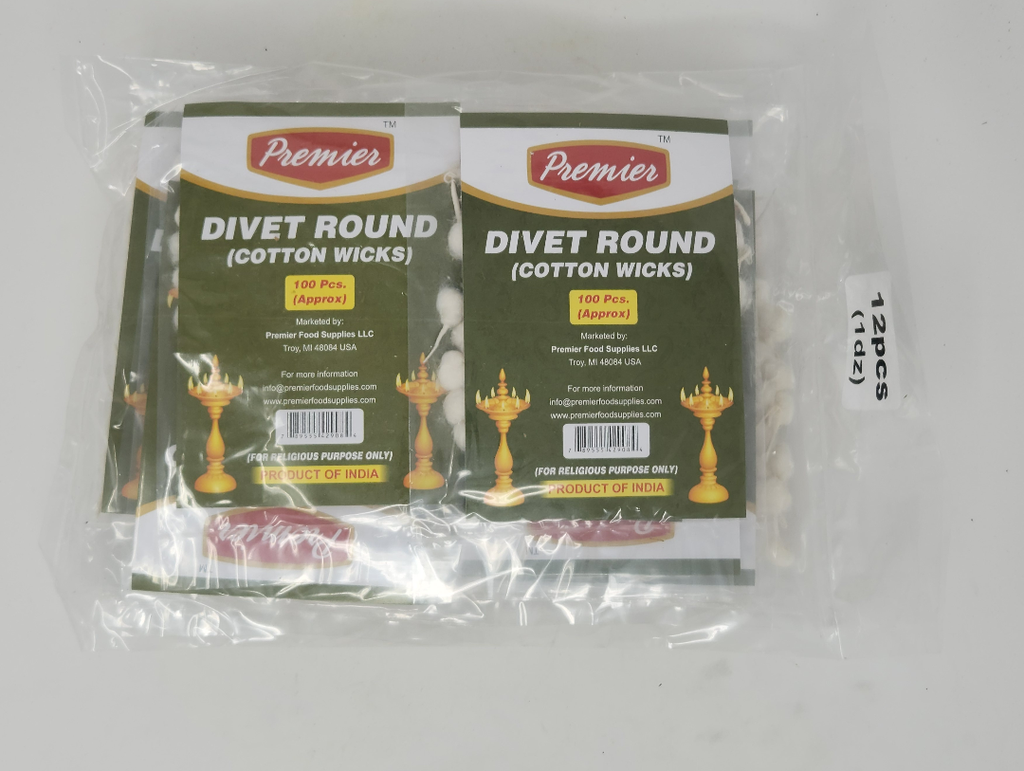 Premier
TM
DIVET ROUND
(COTTON WICKS)
100 Pcs.
(Approx)
Marketed by:
Premier Food Supplies LLC
Troy, MI 48084 USA
For more information
info@premierfoodsupplies.com
www.premierfoodsupplies.com
(FOR RELIGIOUS PURPOSE ONLY)
PRODUCT OF INDIA
Premier
TM
DIVET ROUND
(COTTON WICKS)
100 Pcs.
(Approx)
Marketed by:
Premier Food Supplies LLC
Troy, MI 48084 USA
For more information
info@premierfoodsupplies.com
www.premierfoodsupplies.com
(FOR RELIGIOUS PURPOSE ONLY)
PRODUCT OF INDIA
Premier
12pcs
(1dz)